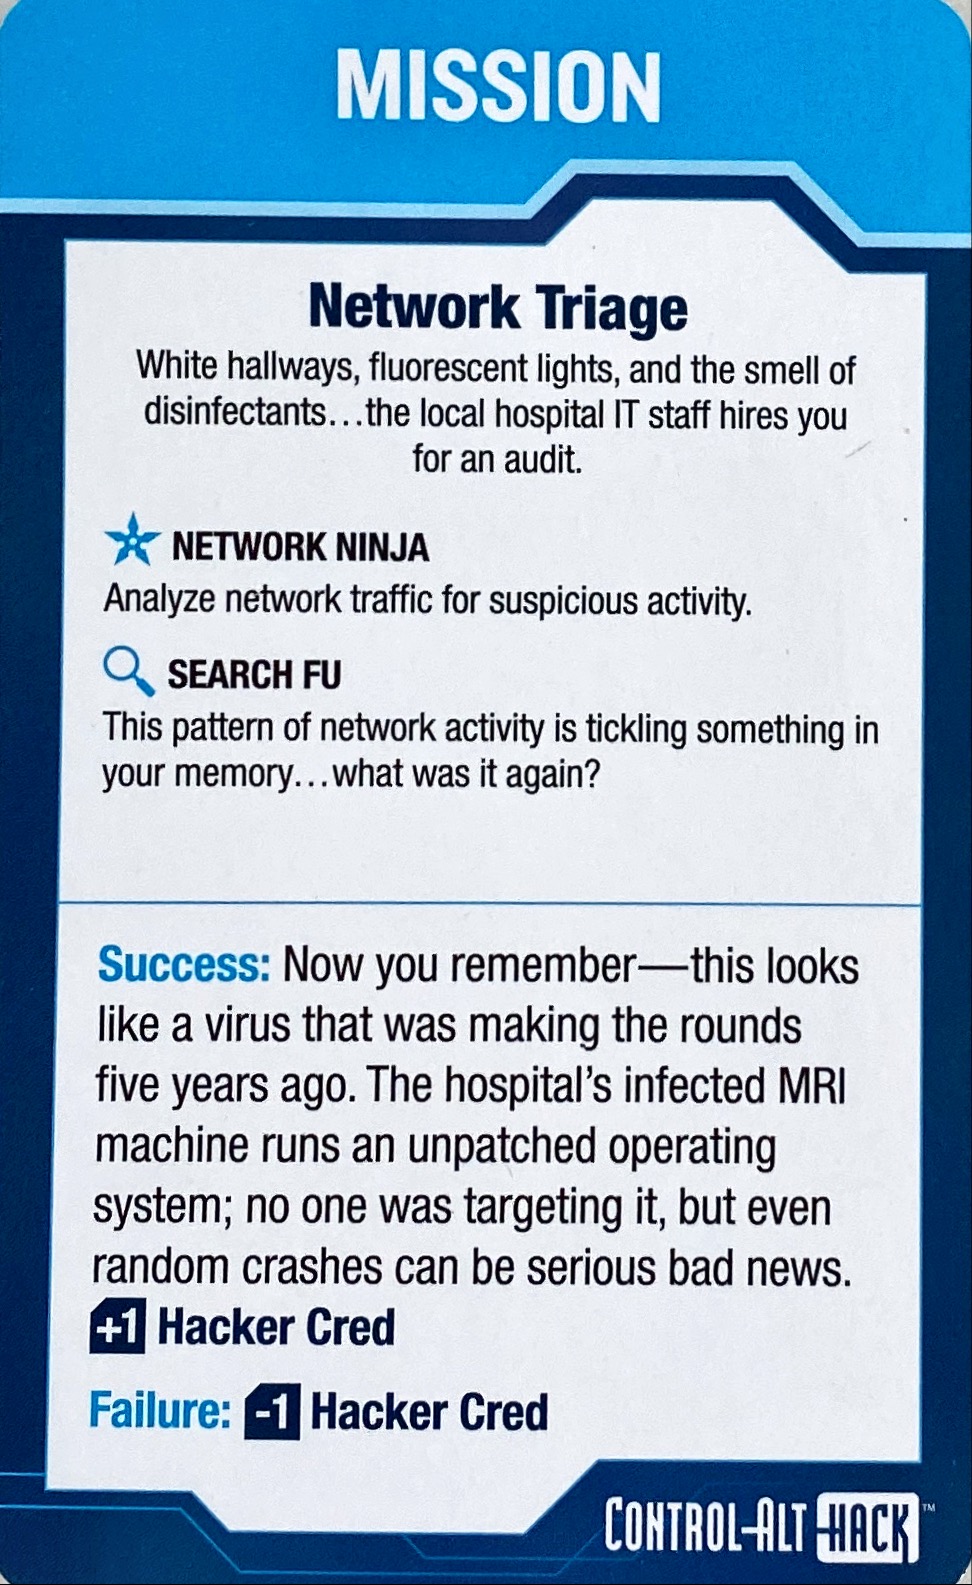 MISSION
Network Triage
White hallways, fluorescent lights, and the smell of
disinfectants...the local hospital IT staff hires you
for an audit.
NETWORK NINJA
Analyze network traffic for suspicious activity.
SEARCH FU
This pattern of network activity is tickling something in
your memory...what was it again?
Success: Now you remember—this looks
like a virus that was making the rounds
five years ago. The hospital’s infected MRI
machine runs an unpatched operating
system; no one was targeting it, but even
random crashes can be serious bad news.
+1 Hacker Cred
Failure: -1 Hacker Cred
CONTROL-ALT-HACK™